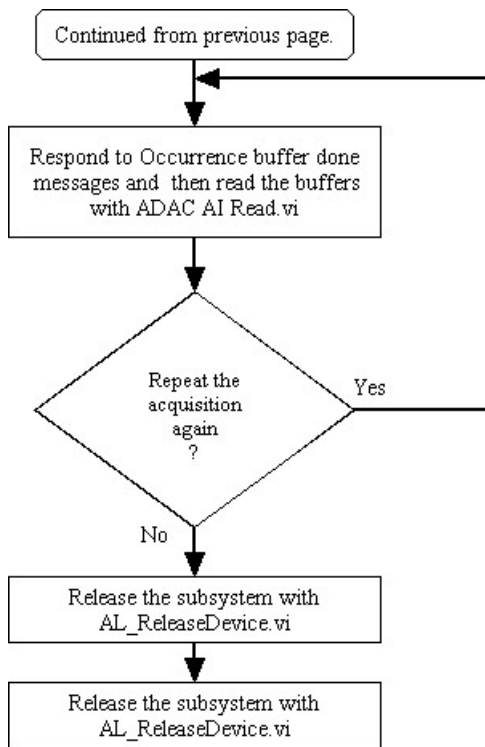 Continued from previous page.
Respond to Occurrence buffer done
messages and then read the buffers
with ADAC AI Read.vi
Repeat the
acquisition
again
?
Yes
No
Release the subsystem with
AL_ReleaseDevice.vi
Release the subsystem with
AL_ReleaseDevice.vi